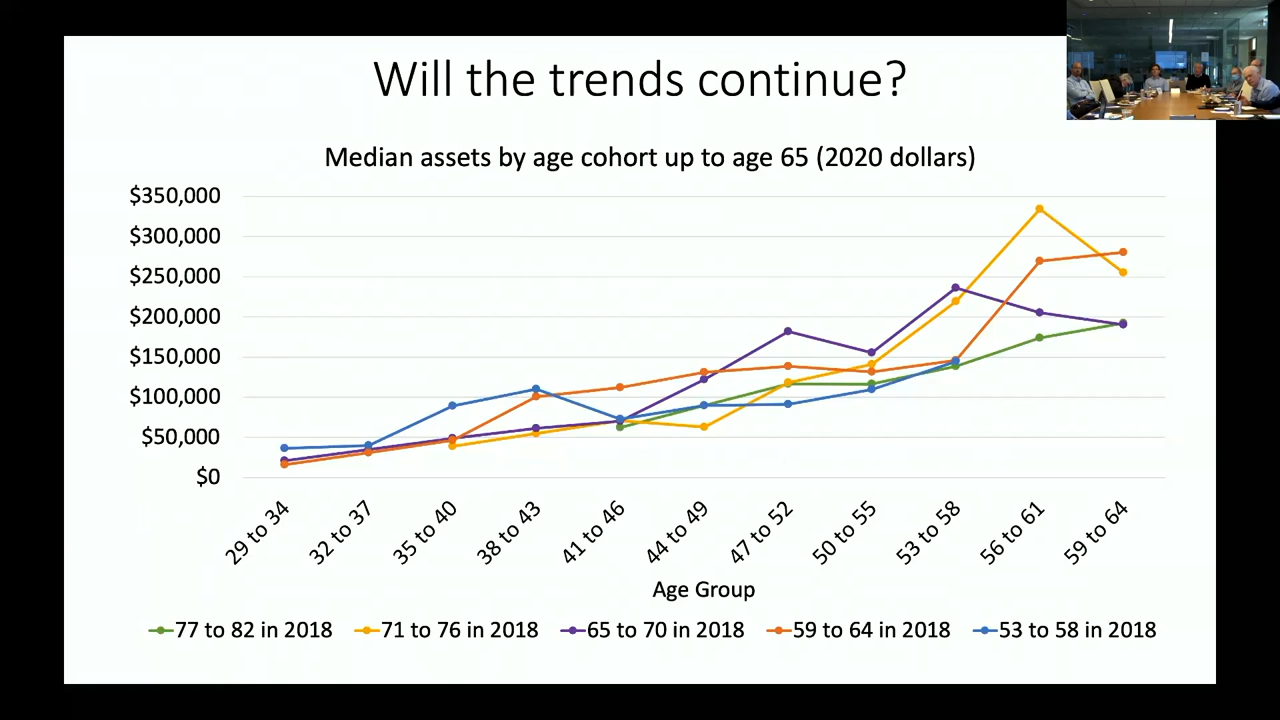 Will the trends continue?
Median assets by age cohort up to age 65 (2020 dollars)
$350,000
$300,000
$250,000
$200,000
$150,000
$100,000
$50,000
$0
29 to 34
32 to 37
35 to 40
38 to 43
41 to 46
44 to 49
47 to 52
50 to 55
53 to 58
56 to 61
59 to 64
Age Group
77 to 82 in 2018
71 to 76 in 2018
65 to 70 in 2018
59 to 64 in 2018
53 to 58 in 2018